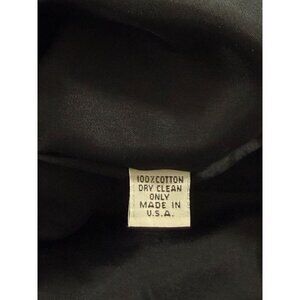 100% COTTON
DRY CLEAN
ONLY
MADE IN
U.S.A.